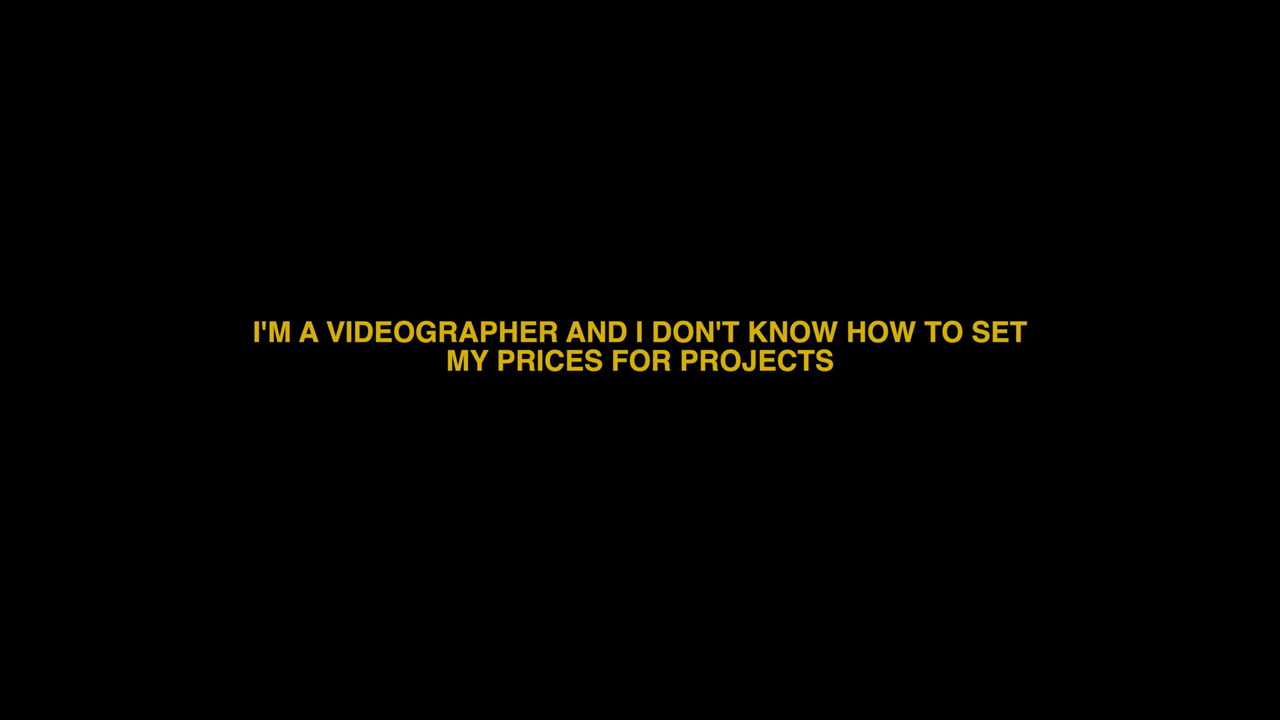 I'M A VIDEOGRAPHER AND I DON'T KNOW HOW TO SET
MY PRICES FOR PROJECTS